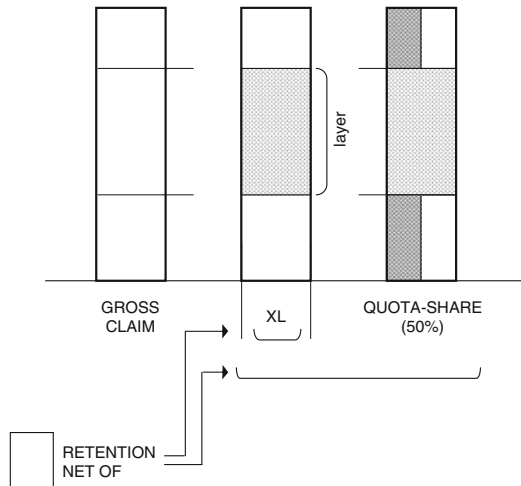 layer
GROSS
CLAIM
XL
QUOTA-SHARE
(50%)
RETENTION
NET OF